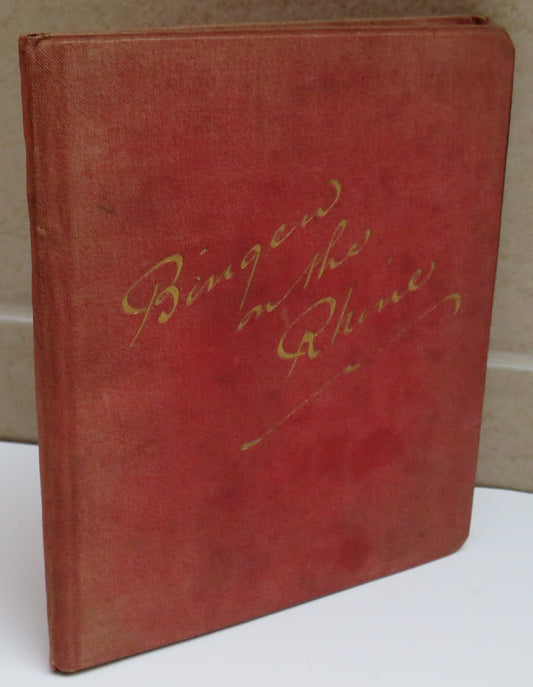 Bingen
on the
Rhine